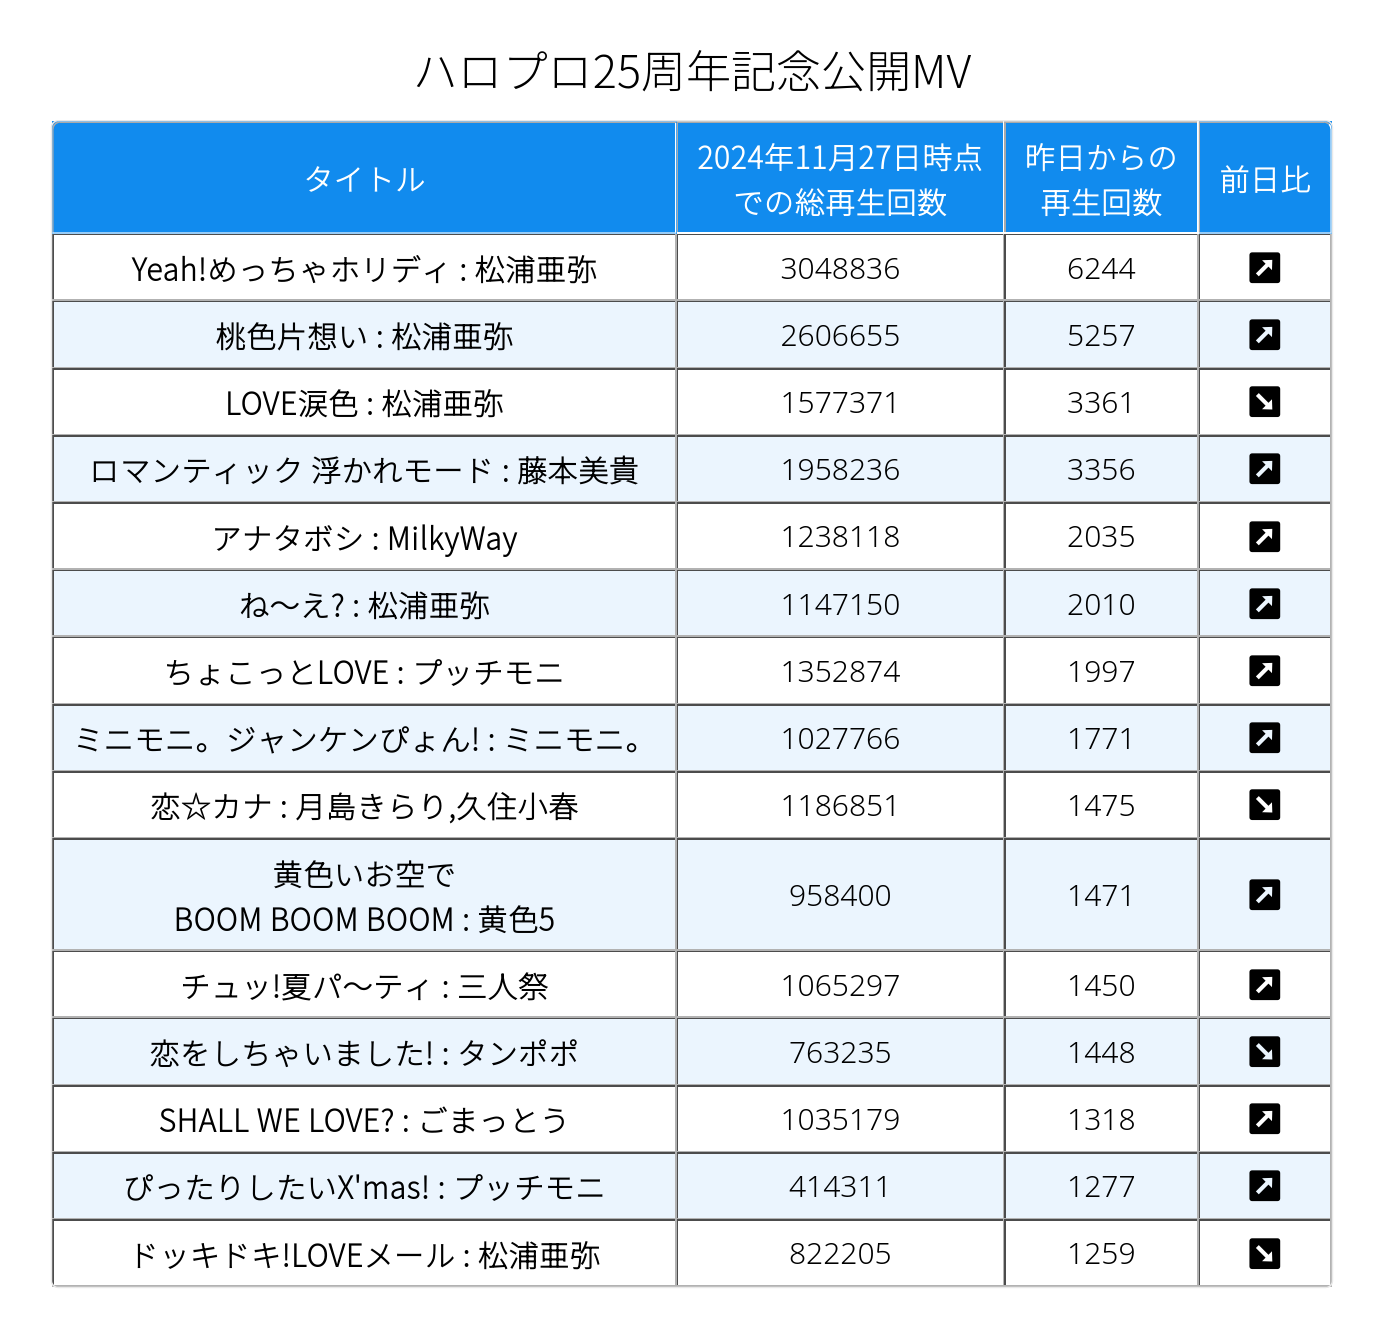 ハロプロ25周年記念公開MV
タイトル
2024年11月27日時点
での総再生回数
昨日からの
再生回数
前日比
Yeah!めっちゃホリディ : 松浦亜弥 3048836 6244
桃色片想い : 松浦亜弥 2606655 5257
LOVE涙色 : 松浦亜弥 1577371 3361
ロマンティック 浮かれモード : 藤本美貴 1958236 3356
アナタボシ : MilkyWay 1238118 2035
ね～え? : 松浦亜弥 1147150 2010
ちょこっとLOVE : プッチモニ 1352874 1997
ミニモニ。ジャンケンぴょん! : ミニモニ。 1027766 1771
恋☆カナ : 月島きらり,久住小春 1186851 1475
黄色いお空で
BOOM BOOM BOOM : 黄色5 958400 1471
チュッ!夏パ～ティ : 三人祭 1065297 1450
恋をしちゃいました! : タンポポ 763235 1448
SHALL WE LOVE? : ごまっとう 1035179 1318
ぴったりしたいX'mas! : プッチモニ 414311 1277
ドッキドキ!LOVEメール : 松浦亜弥 822205 1259